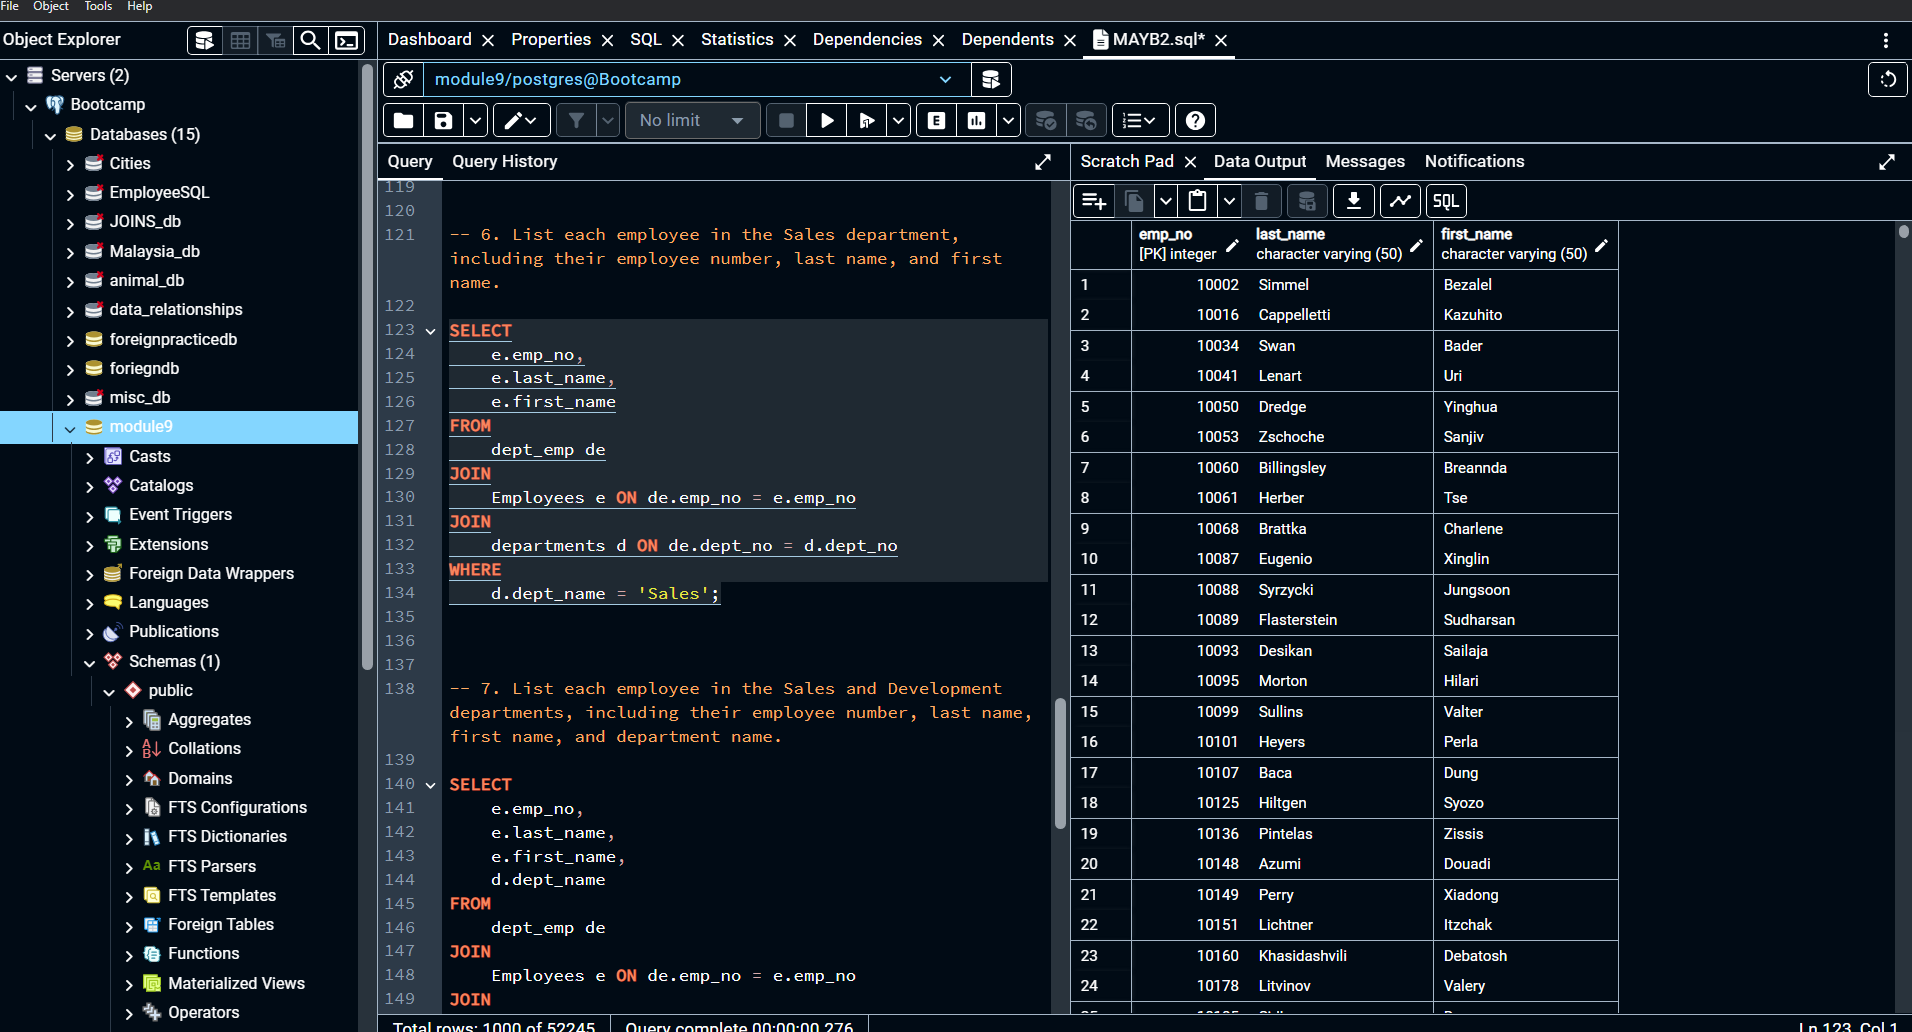 File Object Tools Help
Object Explorer
Servers (2)
Bootcamp
Databases (15)
Cities
EmployeeSQL
JOINS_db
Malaysia_db
animal_db
data_relationships
foreignpracticedb
foriegndb
misc_db
module9
Casts
Catalogs
Event Triggers
Extensions
Foreign Data Wrappers
Languages
Publications
Schemas (1)
public
Aggregates
Collations
Domains
FTS Configurations
FTS Dictionaries
Aa FTS Parsers
FTS Templates
Foreign Tables
Functions
Materialized Views
Operators
Dashboard Properties SQL Statistics Dependencies Dependents MAYB2.sql*
module9/postgres@Bootcamp
No limit E
Query Query History
119
120
121 -- 6. List each employee in the Sales department,
including their employee number, last name, and first
name.
122
123 SELECT
124 e.emp_no,
125 e.last_name,
126 e.first_name
127 FROM
128 dept_emp de
129 JOIN
130 Employees e ON de.emp_no = e.emp_no
131 JOIN
132 departments d ON de.dept_no = d.dept_no
133 WHERE
134 d.dept_name = 'Sales';
135
136
137
138 -- 7. List each employee in the Sales and Development
departments, including their employee number, last name,
first name, and department name.
139
140 SELECT
141 e.emp_no,
142 e.last_name,
143 e.first_name,
144 d.dept_name
145 FROM
146 dept_emp de
147 JOIN
148 Employees e ON de.emp_no = e.emp_no
149 JOIN
Scratch Pad Data Output Messages Notifications
SQL
emp_no last_name first_name
[PK] integer character varying (50) character varying (50)
1 10002 Simmel Bezalel
2 10016 Cappelletti Kazuhito
3 10034 Swan Bader
4 10041 Lenart Uri
5 10050 Dredge Yinghua
6 10053 Zschoche Sanjiv
7 10060 Billingsley Breannda
8 10061 Herber Tse
9 10068 Brattka Charlene
10 10087 Eugenio Xinglin
11 10088 Syrzycki Jungsoon
12 10089 Flasterstein Sudharsan
13 10093 Desikan Sailaja
14 10095 Morton Hilari
15 10099 Sullins Valter
16 10101 Heyers Perla
17 10107 Baca Dung
18 10125 Hiltgen Syozo
19 10136 Pintelas Zissis
20 10148 Azumi Douadi
21 10149 Perry Xiadong
22 10151 Lichtner Itzchak
23 10160 Khasidashvili Debatosh
24 10178 Litvinov Valery
Total rows: 1000 of 52245 Query complete 00:00:00.276 Ln 123, Col 1